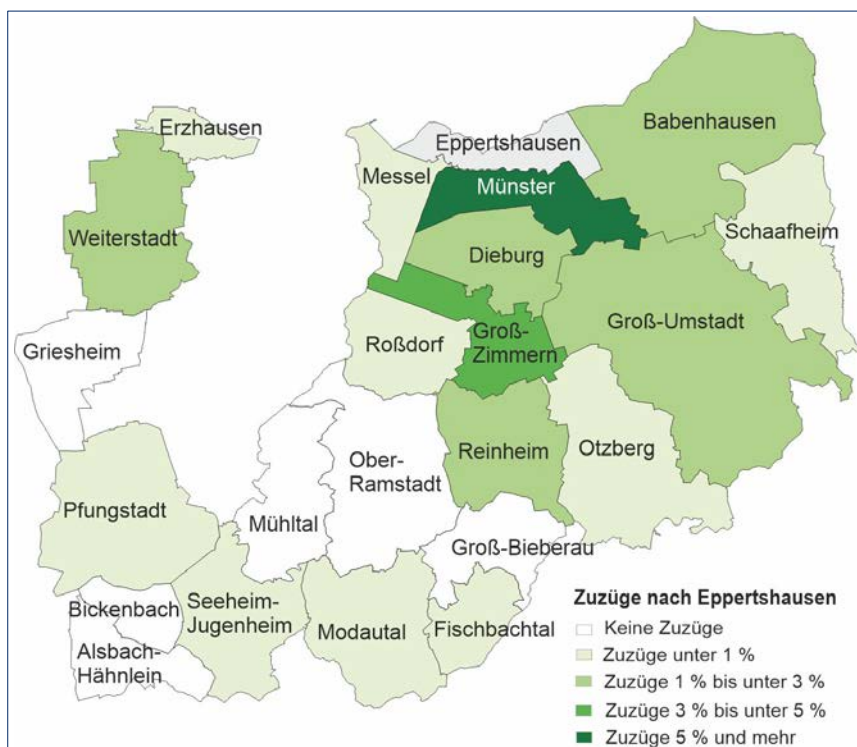 Erzhausen
Babenhausen
Eppertshausen
Messel
Münster
Schaafheim
Weiterstadt
Dieburg
Groß-Umstadt
Griesheim
Roßdorf
Groß-
Zimmern
Reinheim
Otzberg
Ober-
Ramstadt
Pfungstadt
Mühltal
Groß-Bieberau
Bickenbach
Seeheim-
Jugenheim
Modautal
Fischbachtal
Alsbach-
Hähnlein
Zuzüge nach Eppertshausen
Keine Zuzüge
Zuzüge unter 1 %
Zuzüge 1 % bis unter 3 %
Zuzüge 3 % bis unter 5 %
Zuzüge 5 % und mehr